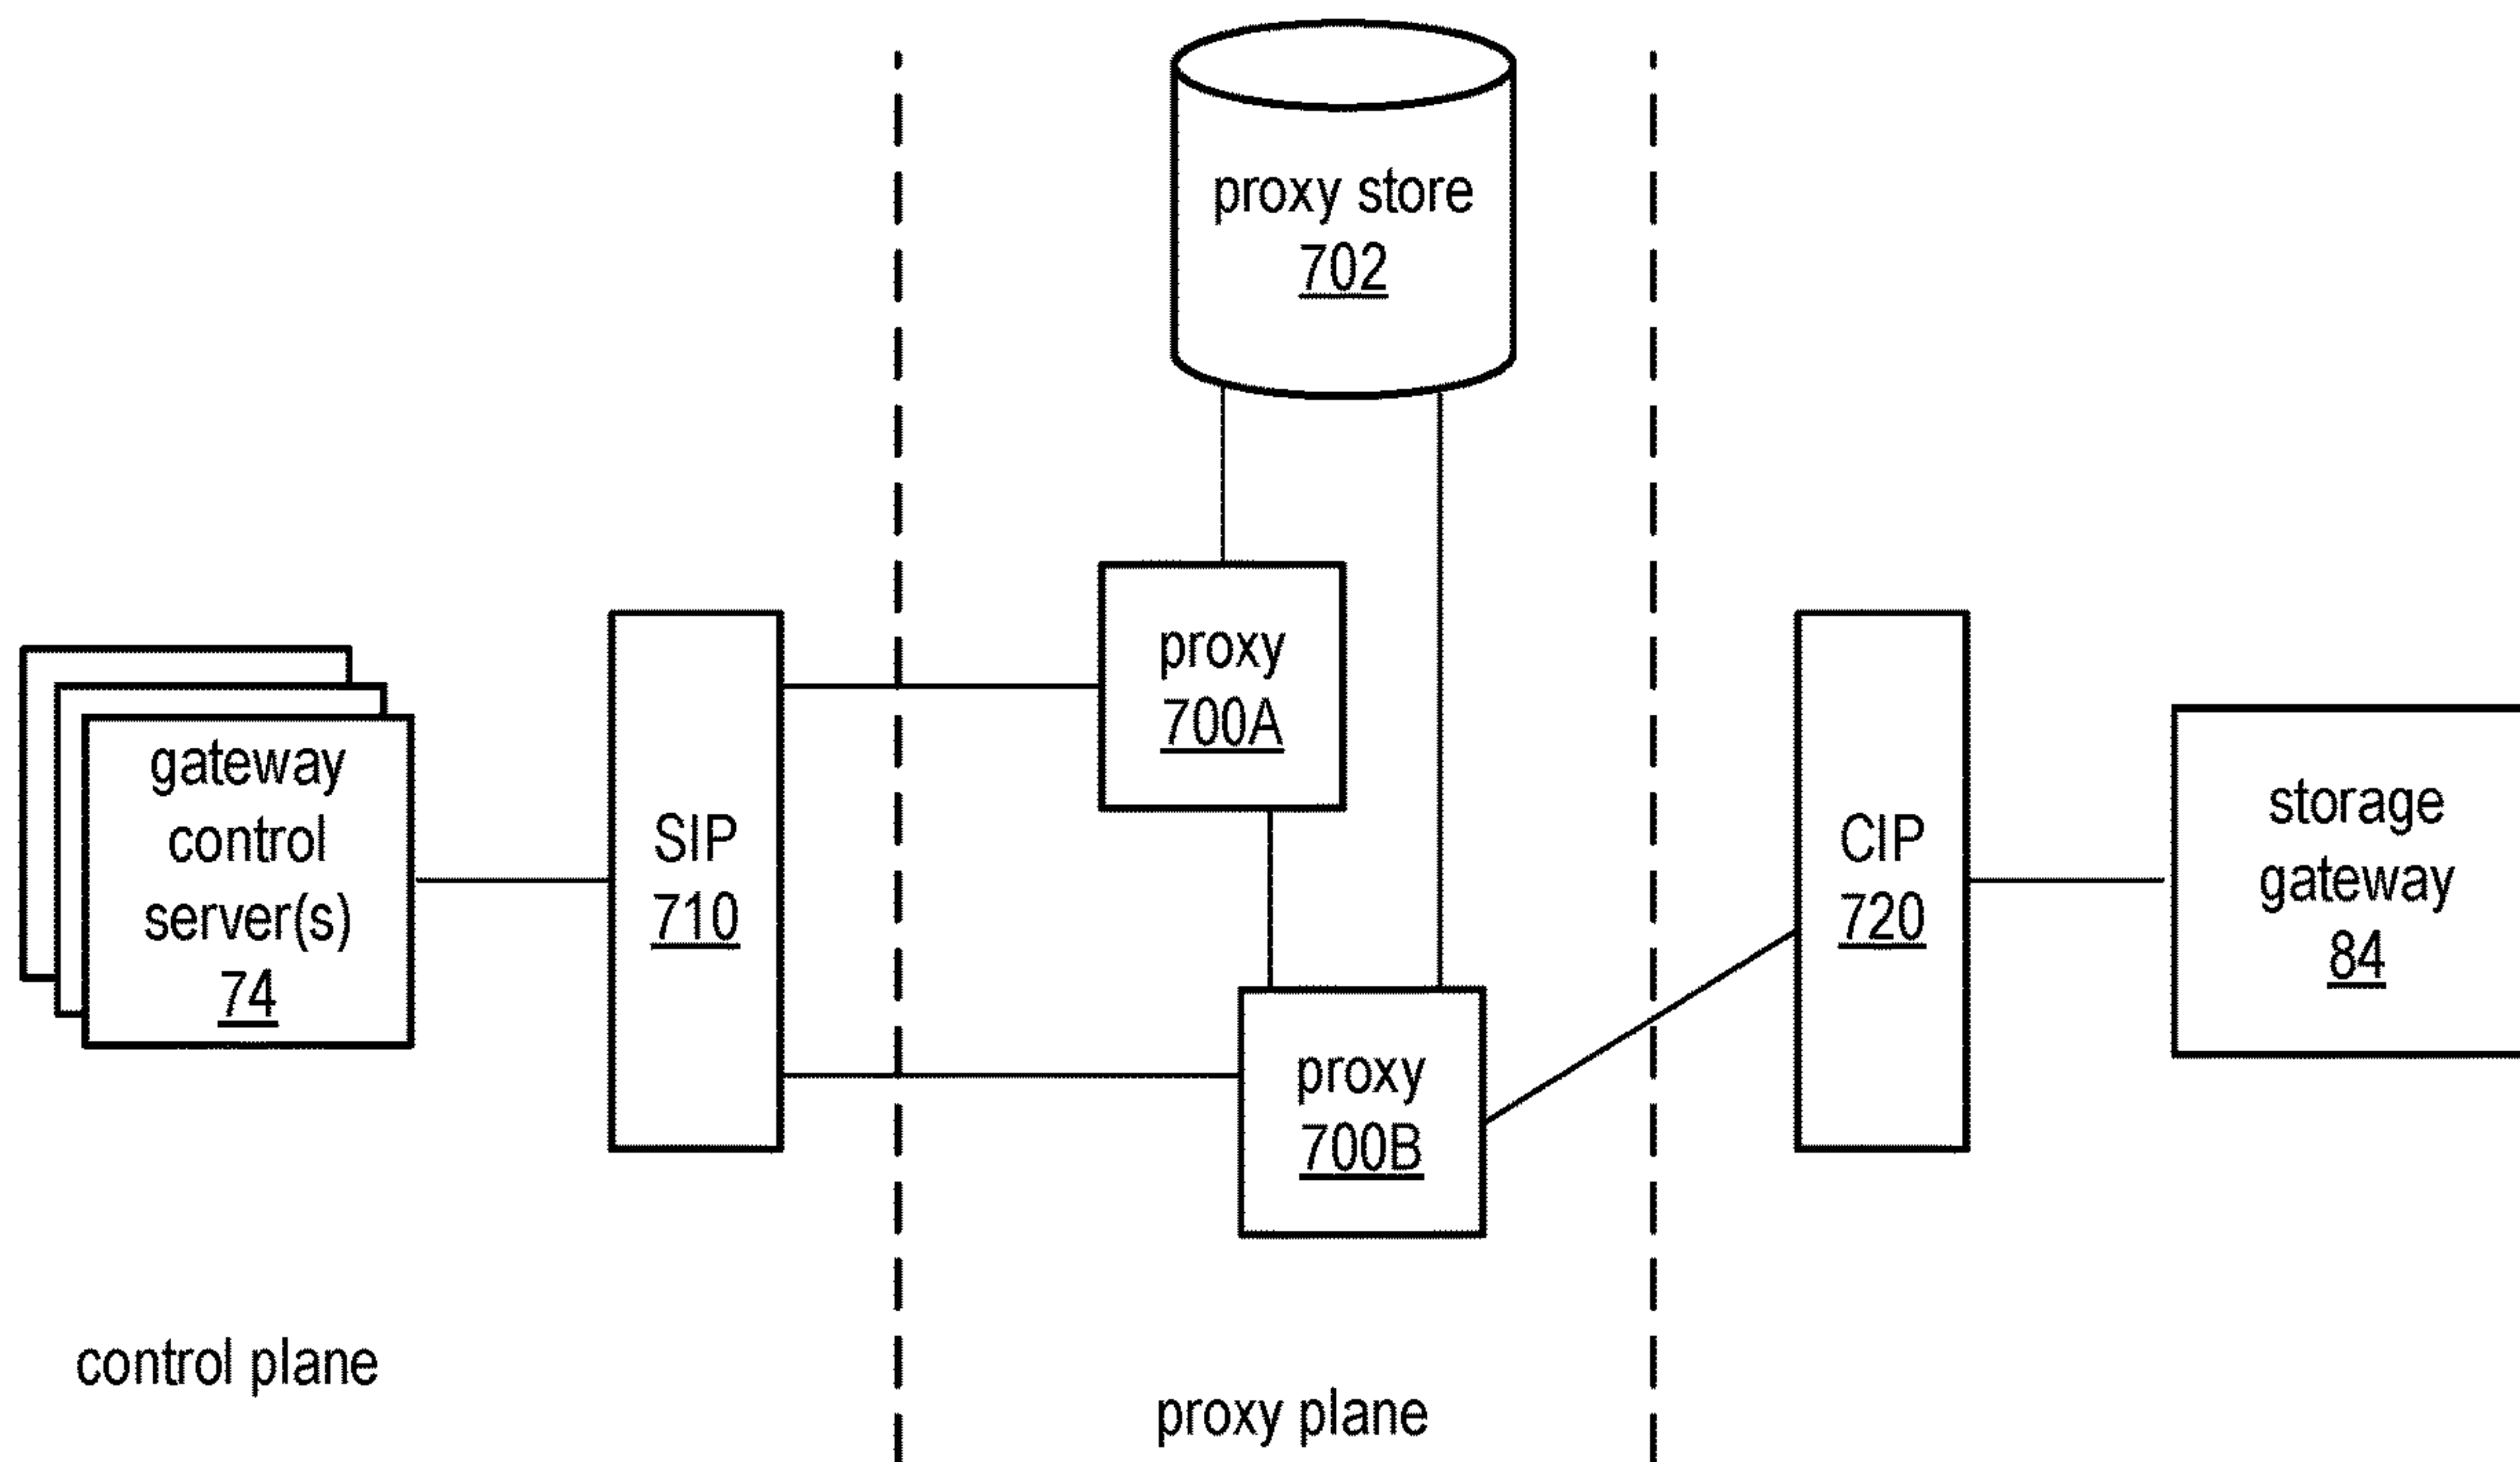 proxy store
702
proxy
700A
gateway
control
server(s)
74
SIP
710
CIP
720
storage
gateway
84
proxy
700B
control plane
proxy plane